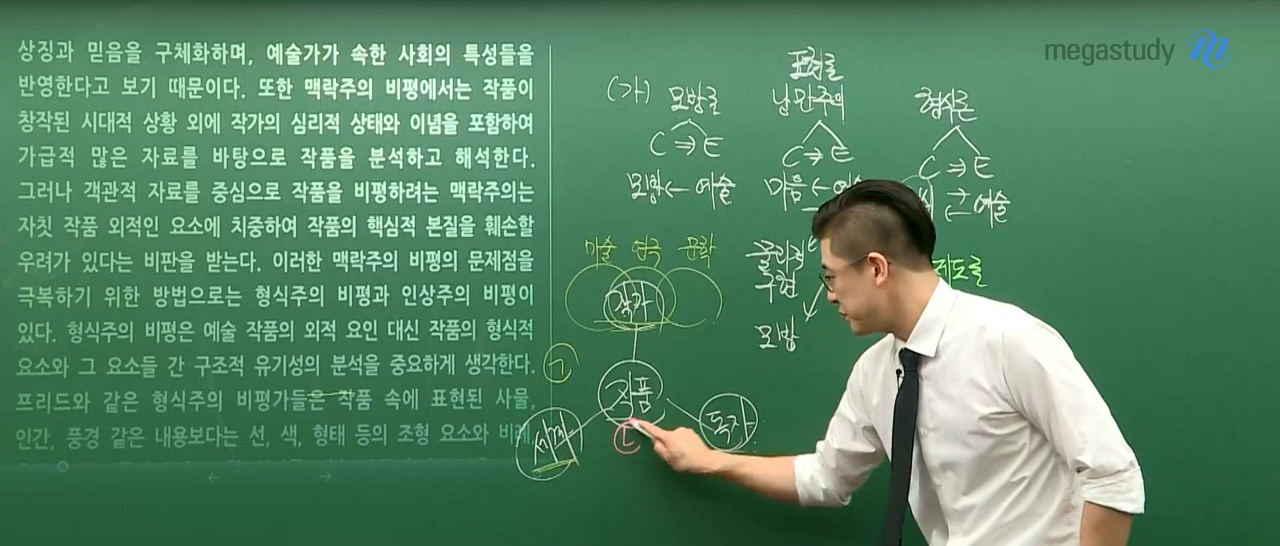 상징과 믿음을 구체화하며, 예술가가 속한 사회의 특성들을
반영한다고 보기 때문이다. 또한 맥락주의 비평에서는 작품이
창작된 시대적 상황 외에 작가의 심리적 상태와 이념을 포함하여
가급적 많은 자료를 바탕으로 작품을 분석하고 해석한다.
그러나 객관적 자료를 중심으로 작품을 비평하려는 맥락주의는
자칫 작품 외적인 요소에 치중하여 작품의 핵심적 본질을 훼손할
우려가 있다는 비판을 받는다. 이러한 맥락주의 비평의 문제점을
극복하기 위한 방법으로는 형식주의 비평과 인상주의 비평이
있다. 형식주의 비평은 예술 작품의 외적 요인 대신 작품의 형식적
요소와 그 요소들 간 구조적 유기성의 분석을 중요하게 생각한다.
프리드와 같은 형식주의 비평가들은 작품 속에 표현된 사물,
인간, 풍경 같은 내용보다는 선, 색, 형태 등의 조형 요소와 비례,
megastudy
표현론
(가) 모방론 낭만주의 형식론
C ⇒ E C ⇒ E C ⇒ E
모방 ← 예술 마음 ← 예술
미술 연극 문학
작가
모방
ㄱ
작품
세계
독자
ㄴ